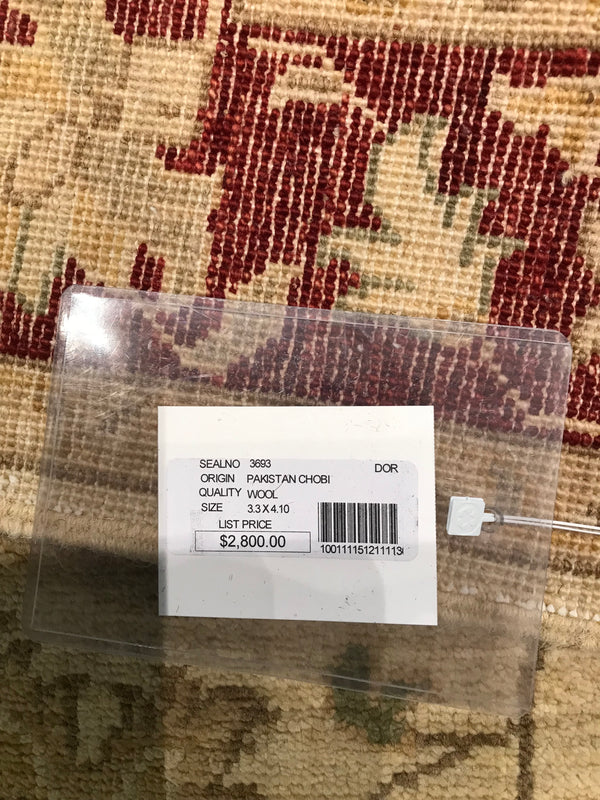 SEALNO 3693 DOR
ORIGIN PAKISTAN CHOBI
QUALITY WOOL
SIZE 3.3 X 4.10
LIST PRICE
$2,800.00